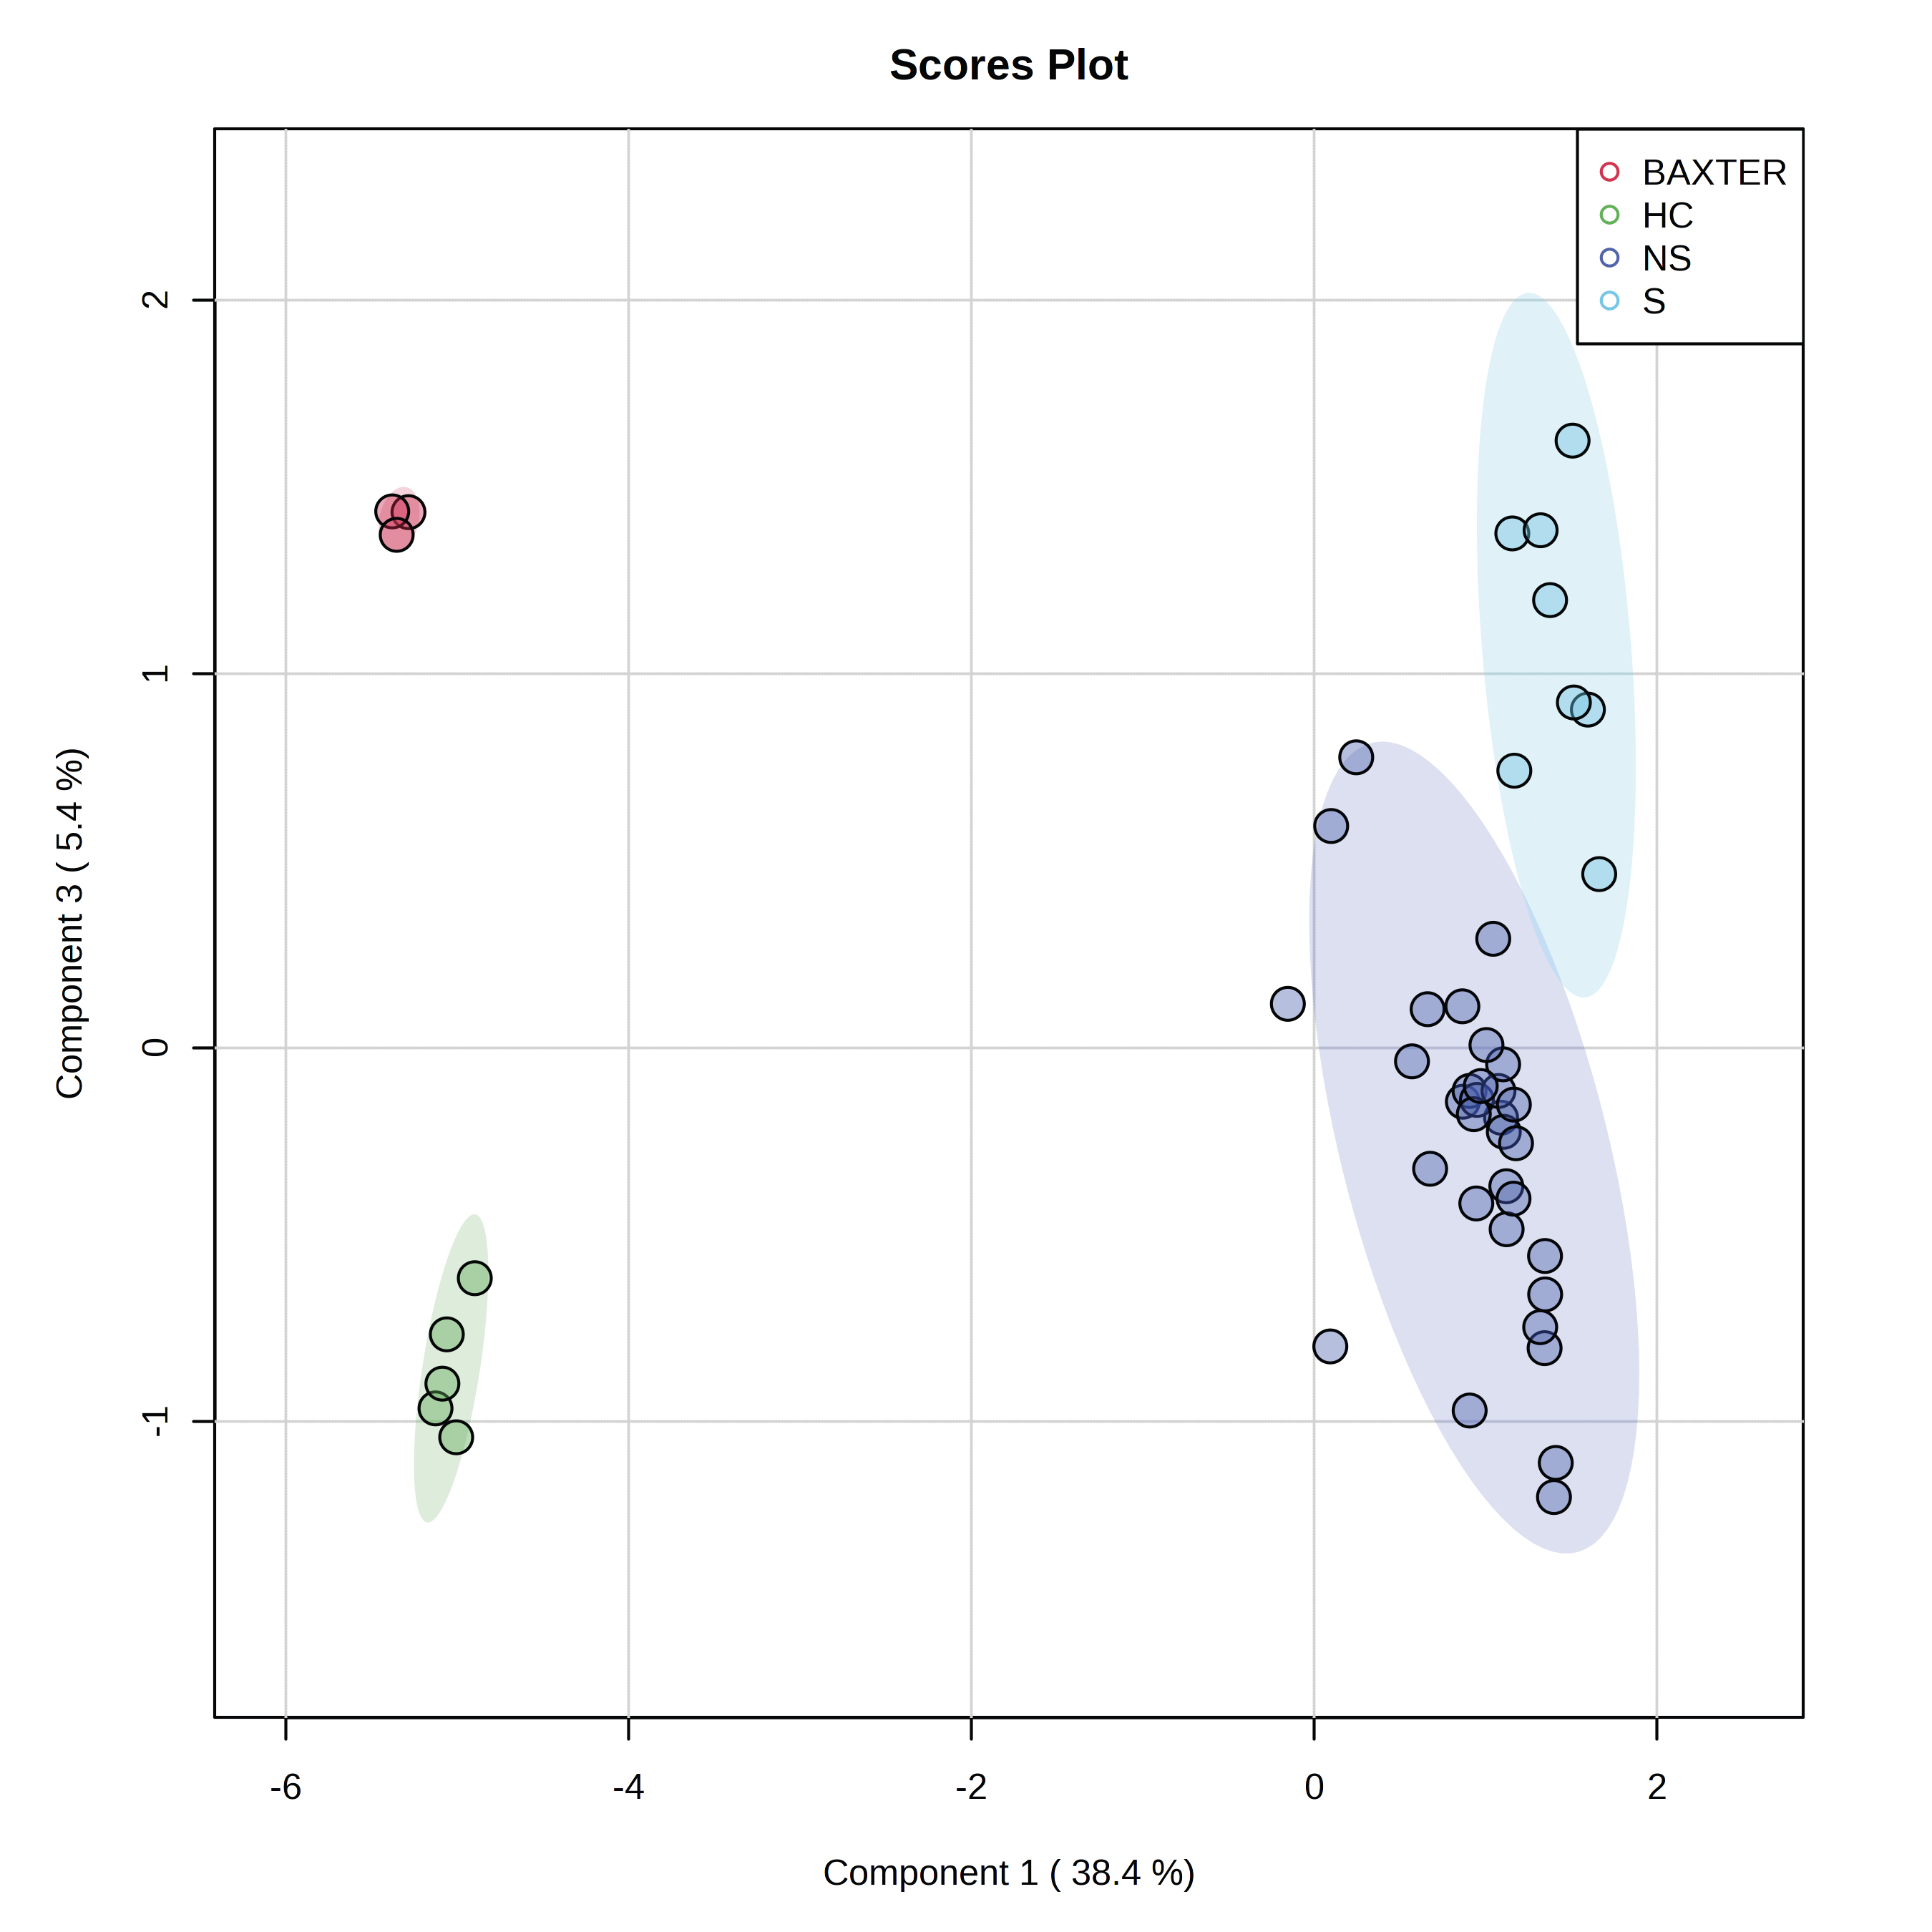 Scores Plot
BAXTER
HC
NS
S
2
1
0
-1
Component 3 ( 5.4 %)
-6
-4
-2
0
2
Component 1 ( 38.4 %)